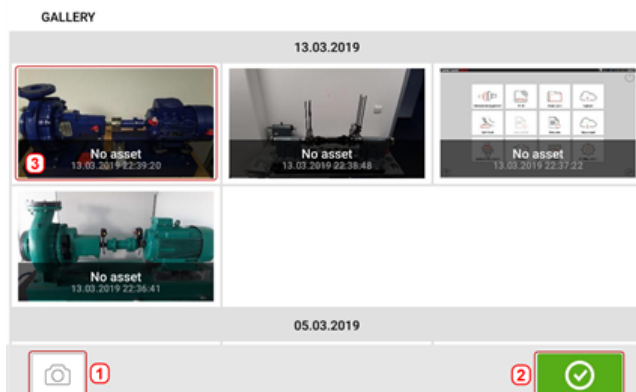 GALLERY
13.03.2019
3
No asset
13.03.2019 22:39:20
No asset
13.03.2019 22:38:48
No asset
13.03.2019 22:37:22
No asset
13.03.2019 22:36:41
05.03.2019
1
2